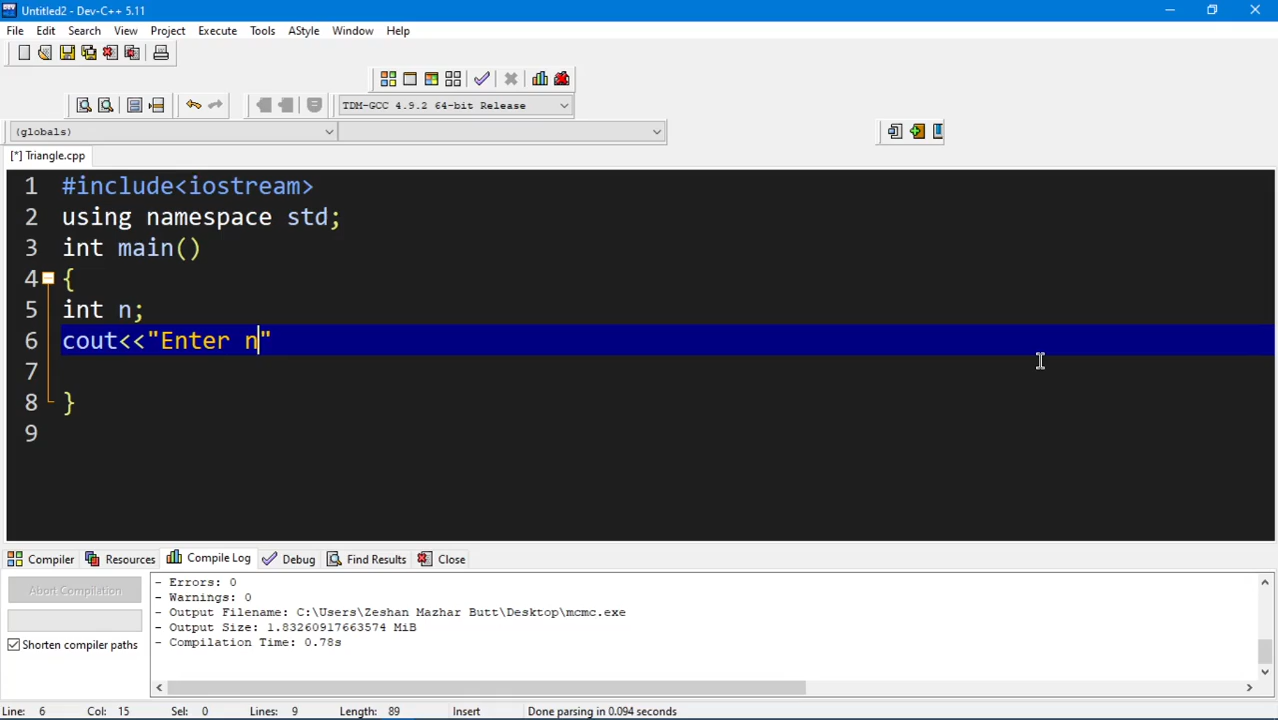 Untitled2 - Dev-C++ 5.11
File Edit Search View Project Execute Tools AStyle Window Help
TDM-GCC 4.9.2 64-bit Release
(globals)
[*] Triangle.cpp
1 #include<iostream>
2 using namespace std;
3 int main()
4 {
5 int n;
6 cout<<"Enter n"
7
8 }
9
Compiler Resources Compile Log Debug Find Results Close
Abort Compilation
Shorten compiler paths
- Errors: 0
- Warnings: 0
- Output Filename: C:\Users\Zeshan Mazhar Butt\Desktop\mcmc.exe
- Output Size: 1.83260917663574 MiB
- Compilation Time: 0.78s
Line: 6 Col: 15 Sel: 0 Lines: 9 Length: 89 Insert Done parsing in 0.094 seconds